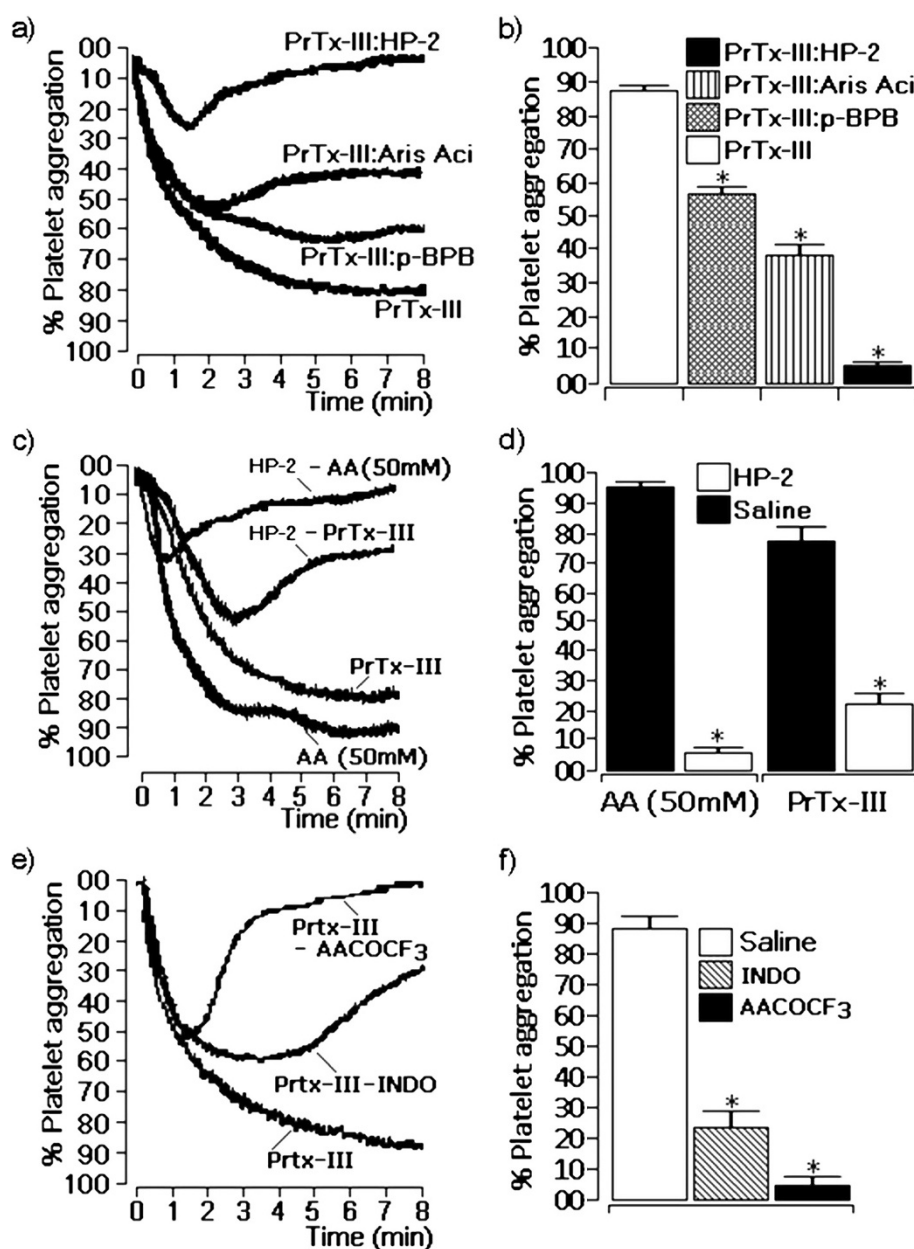 a)
% Platelet aggregation
00
10
20
30
40
50
60
70
80
90
100
PrTx-III:HP-2
PrTx-III:Aris Aci
PrTx-III:p-BPB
PrTx-III
0 1 2 3 4 5 6 7 8
Time (min)
b)
% Platelet aggregation
100
90
80
70
60
50
40
30
20
10
00
PrTx-III:HP-2
PrTx-III:Aris Aci
PrTx-III:p-BPB
PrTx-III
*
*
*
c)
% Platelet aggregation
00
10
20
30
40
50
60
70
80
90
100
HP-2 - AA (50mM)
HP-2 - PrTx-III
PrTx-III
AA (50mM)
0 1 2 3 4 5 6 7 8
Time (min)
d)
% Platelet aggregation
100
90
80
70
60
50
40
30
20
10
00
HP-2
Saline
*
*
AA (50mM) PrTx-III
e)
% Platelet aggregation
00
10
20
30
40
50
60
70
80
90
100
Prtx-III
- AACOCF3
Prtx-III-INDO
Prtx-III
0 1 2 3 4 5 6 7 8
Time (min)
f)
% Platelet aggregation
100
90
80
70
60
50
40
30
20
10
00
Saline
INDO
AACOCF3
*
*